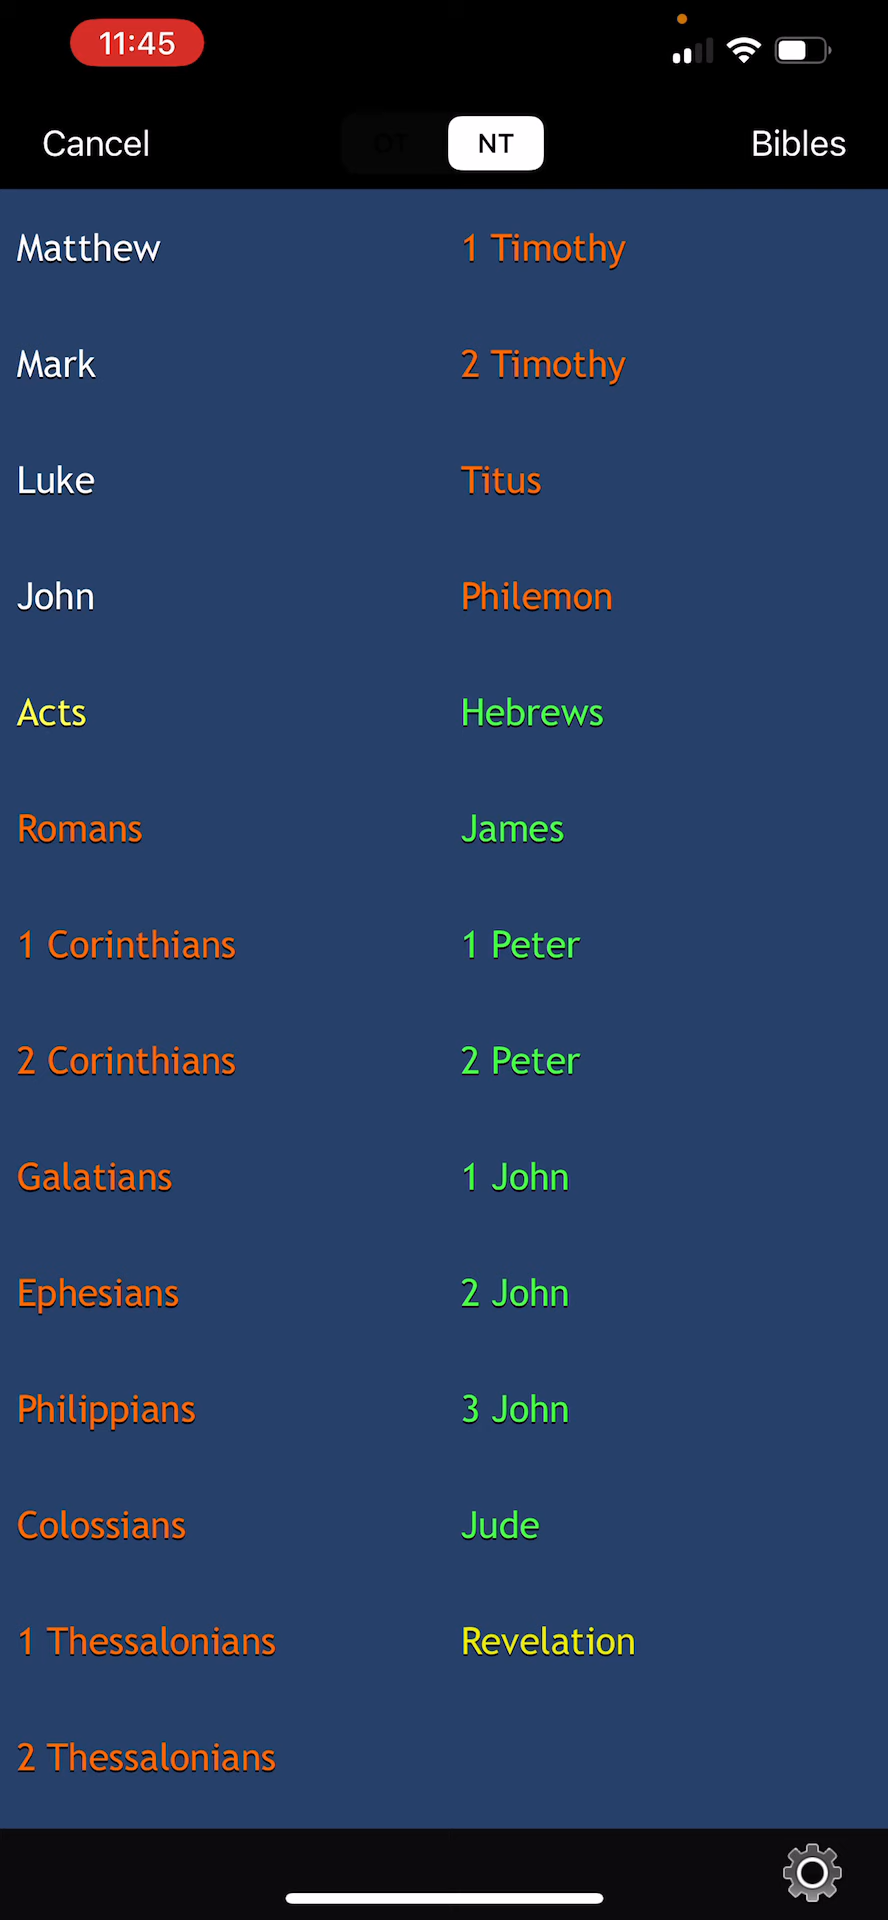 11:45
Cancel OT NT Bibles
Matthew
Mark
Luke
John
Acts
Romans
1 Corinthians
2 Corinthians
Galatians
Ephesians
Philippians
Colossians
1 Thessalonians
2 Thessalonians
1 Timothy
2 Timothy
Titus
Philemon
Hebrews
James
1 Peter
2 Peter
1 John
2 John
3 John
Jude
Revelation